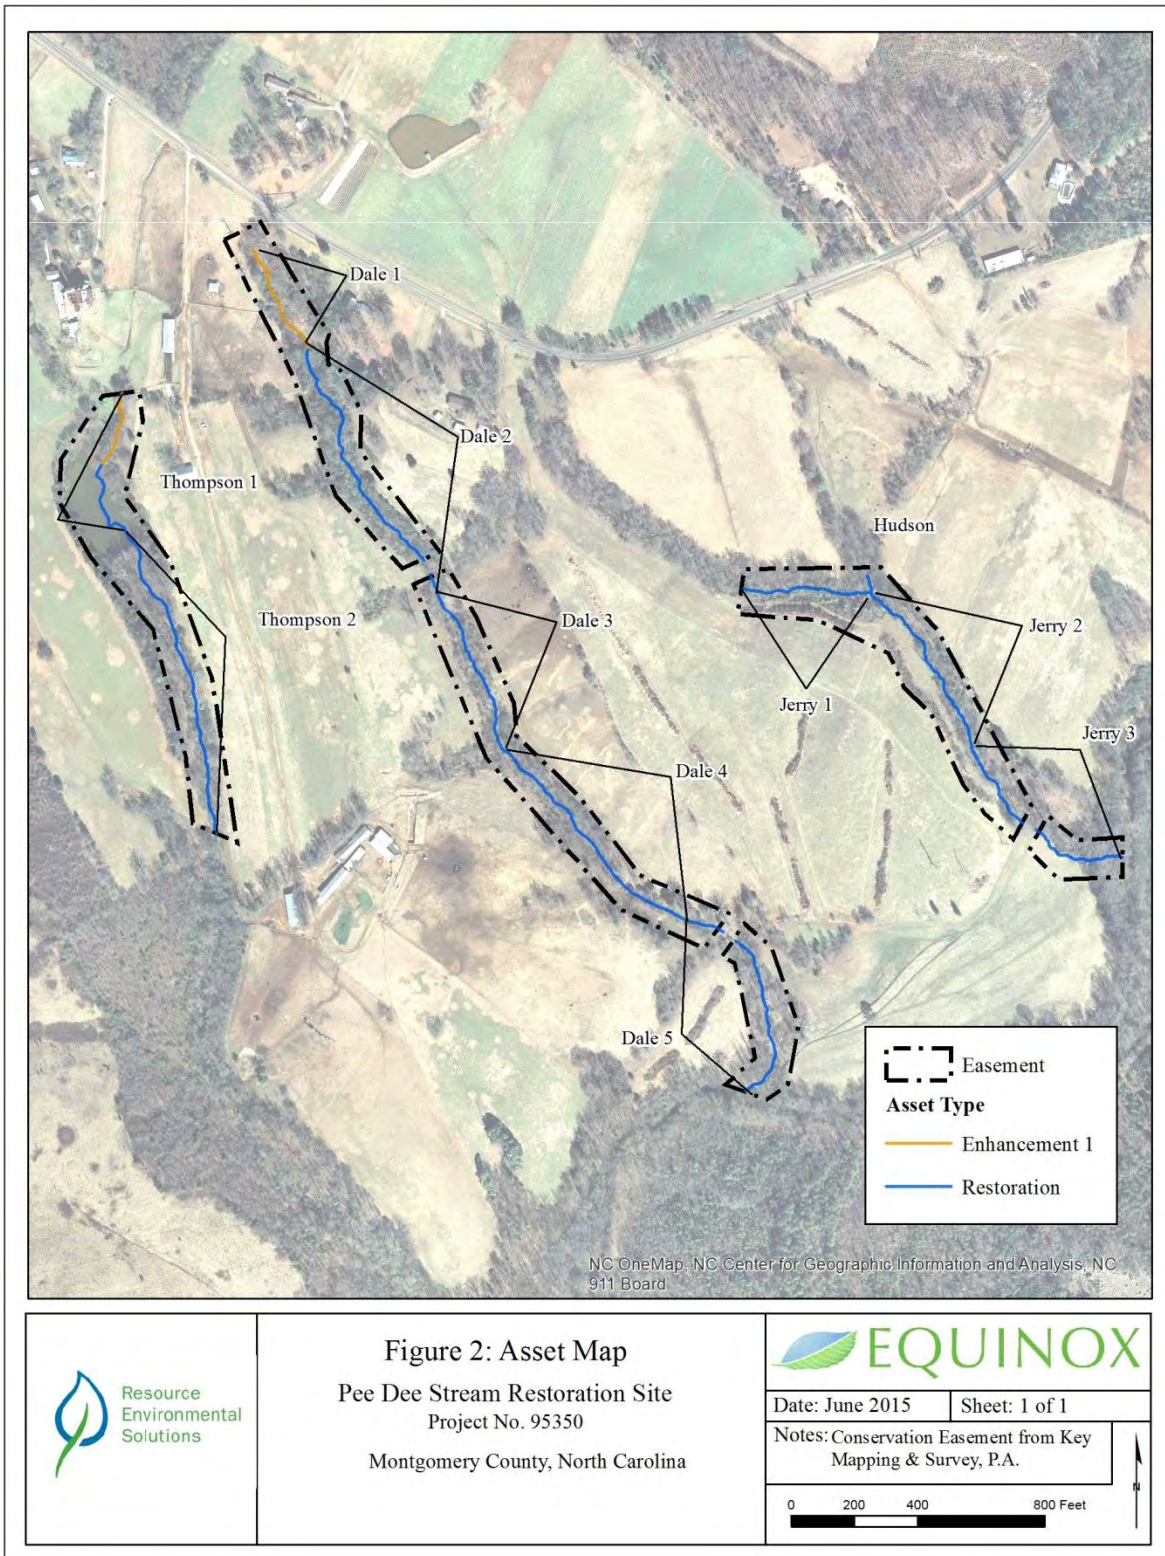 Dale 1
Dale 2
Thompson 1
Hudson
Thompson 2
Dale 3
Jerry 2
Jerry 1
Jerry 3
Dale 4
Dale 5
Easement
Asset Type
Enhancement 1
Restoration
NC OneMap, NC Center for Geographic Information and Analysis, NC
911 Board
Resource
Environmental
Solutions
Figure 2: Asset Map
Pee Dee Stream Restoration Site
Project No. 95350
Montgomery County, North Carolina
EQUINOX
Date: June 2015
Sheet: 1 of 1
Notes: Conservation Easement from Key
Mapping & Survey, P.A.
N
0 200 400 800 Feet